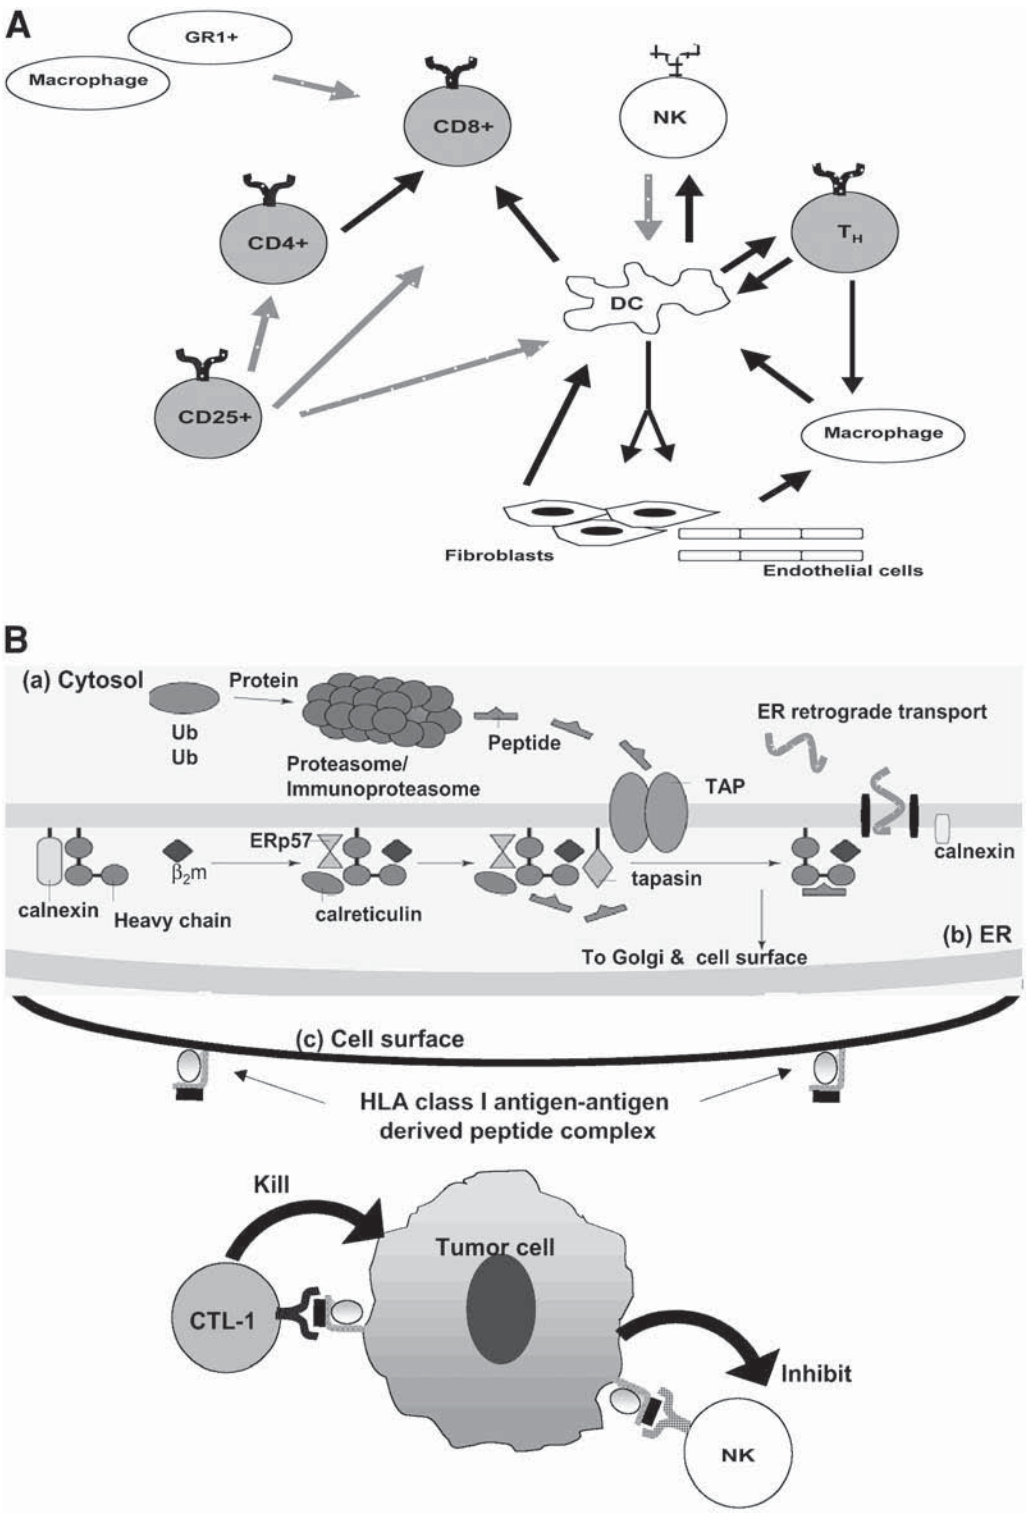 A
GR1+
Macrophage
CD8+
NK
CD4+
T_H
DC
CD25+
Macrophage
Fibroblasts
Endothelial cells
B
(a) Cytosol
Protein
Ub
Ub
Proteasome/
Immunoproteasome
Peptide
TAP
ER retrograde transport
ERp57
β2m
calnexin
Heavy chain
calreticulin
tapasin
calnexin
(b) ER
To Golgi & cell surface
(c) Cell surface
HLA class I antigen-antigen
derived peptide complex
Kill
Tumor cell
CTL-1
Inhibit
NK